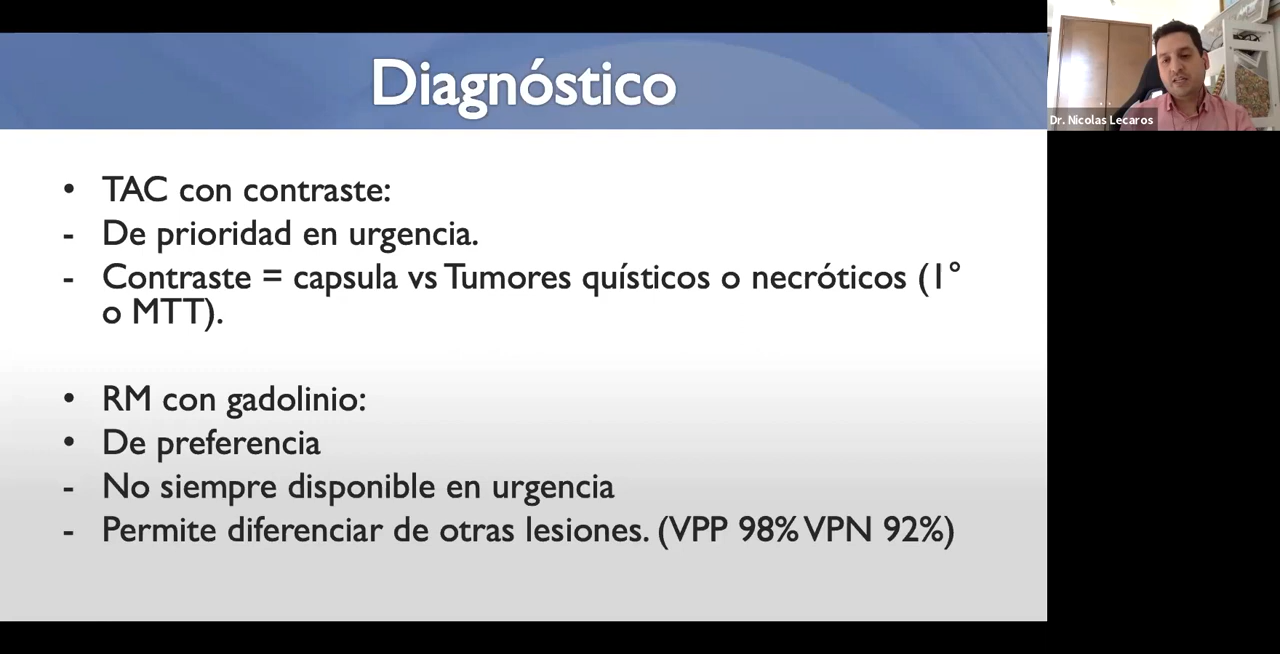 Diagnóstico
Dr. Nicolas Lecaros
• TAC con contraste:
- De prioridad en urgencia.
- Contraste = capsula vs Tumores quísticos o necróticos (1°
o MTT).
• RM con gadolinio:
• De preferencia
- No siempre disponible en urgencia
- Permite diferenciar de otras lesiones. (VPP 98% VPN 92%)